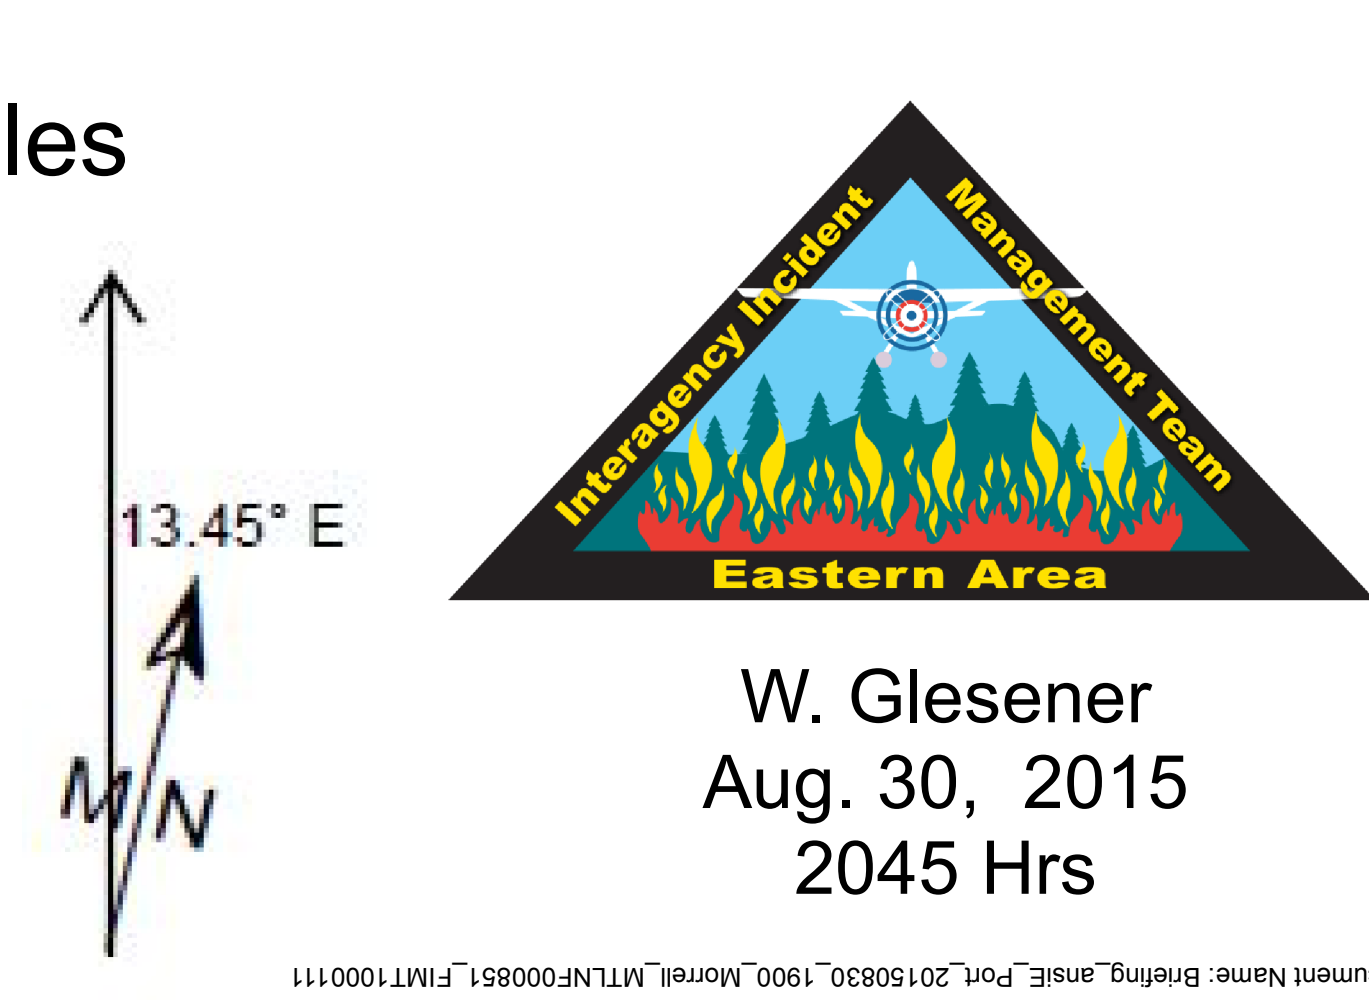 les
Interagency Incident
Management Team
13.45° E
Eastern Area
MN
W. Glesener
Aug. 30, 2015
2045 Hrs
ument Name: Briefing_ansiE_Port_20150830_1900_Morrell_MTLNF000851_FIMT1000111